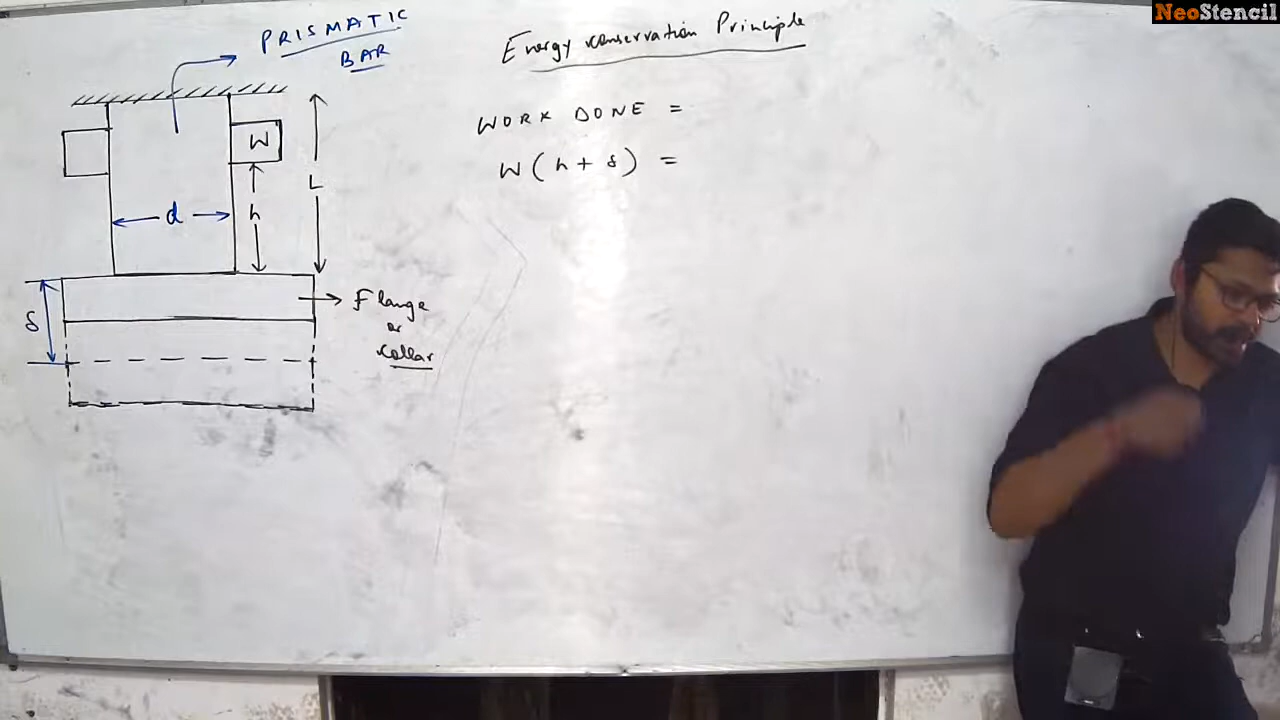 NeoStencil
PRISMATIC
BAR
Energy conservation Principle
WORK DONE =
W ( h + δ ) =
W
L
d
h
δ
Flange
or
collar